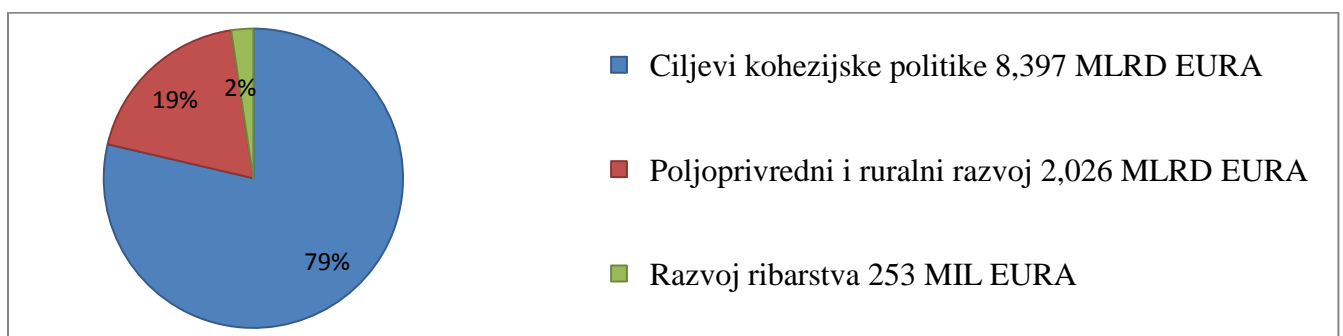 2%
19%
79%
Ciljevi kohezijske politike 8,397 MLRD EURA
Poljoprivredni i ruralni razvoj 2,026 MLRD EURA
Razvoj ribarstva 253 MIL EURA